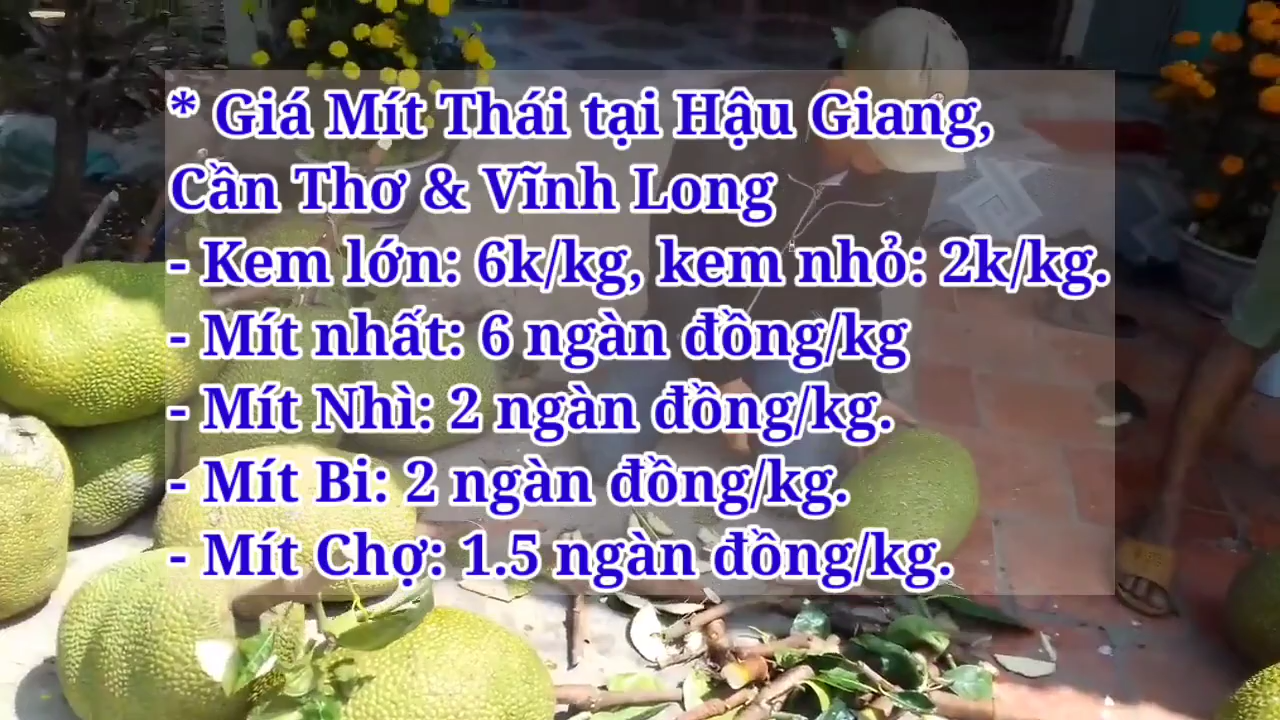 * Giá Mít Thái tại Hậu Giang,
Cần Thơ & Vĩnh Long
- Kem lớn: 6k/kg, kem nhỏ: 2k/kg.
- Mít nhất: 6 ngàn đồng/kg
- Mít Nhì: 2 ngàn đồng/kg.
- Mít Bi: 2 ngàn đồng/kg.
- Mít Chợ: 1.5 ngàn đồng/kg.